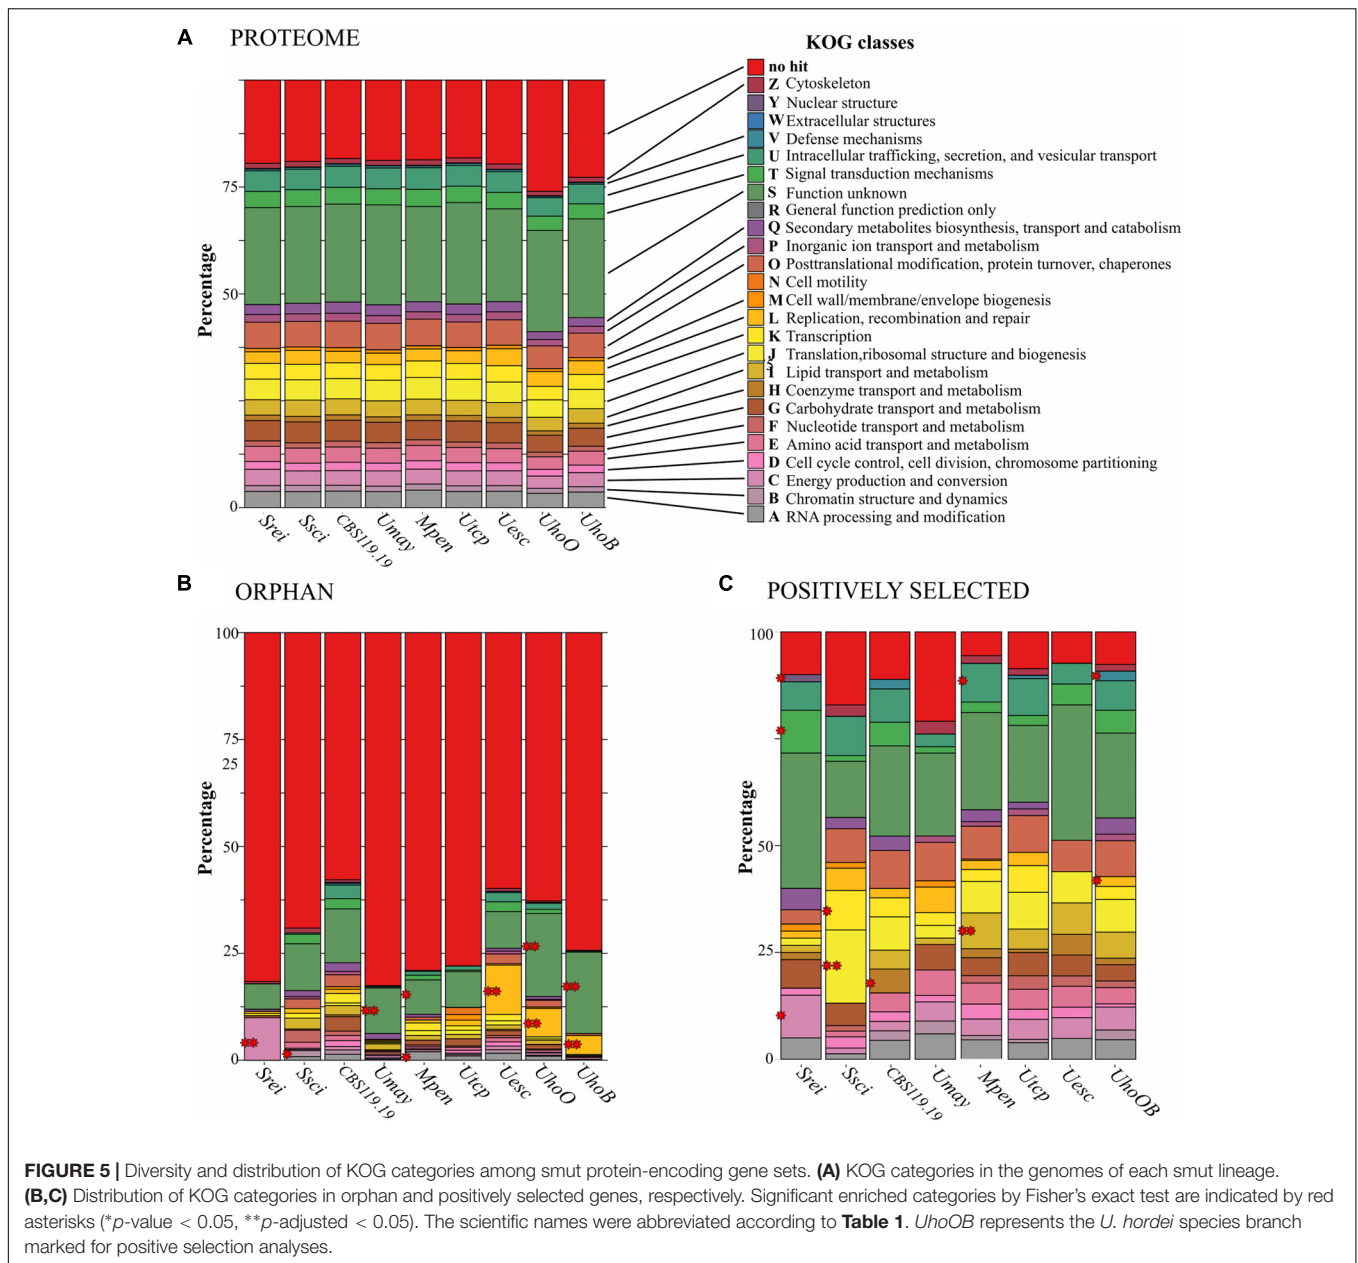 A PROTEOME
KOG classes
no hit
Z Cytoskeleton
Y Nuclear structure
W Extracellular structures
V Defense mechanisms
U Intracellular trafficking, secretion, and vesicular transport
T Signal transduction mechanisms
S Function unknown
R General function prediction only
Q Secondary metabolites biosynthesis, transport and catabolism
P Inorganic ion transport and metabolism
O Posttranslational modification, protein turnover, chaperones
N Cell motility
M Cell wall/membrane/envelope biogenesis
L Replication, recombination and repair
K Transcription
J Translation,ribosomal structure and biogenesis
I Lipid transport and metabolism
H Coenzyme transport and metabolism
G Carbohydrate transport and metabolism
F Nucleotide transport and metabolism
E Amino acid transport and metabolism
D Cell cycle control, cell division, chromosome partitioning
C Energy production and conversion
B Chromatin structure and dynamics
A RNA processing and modification
Percentage
75
50
0
Srei Ssci CBS119.19 Umay Mpen Utcp Uesc UhoO UhoB
B ORPHAN
Percentage
100
75
25
50
25
0
Srei Ssci CBS119.19 Umay Mpen Utcp Uesc UhoO UhoB
C POSITIVELY SELECTED
Percentage
100
75
50
25
0
Srei Ssci CBS119.19 Umay Mpen Utcp Uesc UhoOB
FIGURE 5 | Diversity and distribution of KOG categories among smut protein-encoding gene sets. (A) KOG categories in the genomes of each smut lineage.
(B,C) Distribution of KOG categories in orphan and positively selected genes, respectively. Significant enriched categories by Fisher's exact test are indicated by red
asterisks (*p-value < 0.05, **p-adjusted < 0.05). The scientific names were abbreviated according to Table 1. UhoOB represents the U. hordei species branch
marked for positive selection analyses.